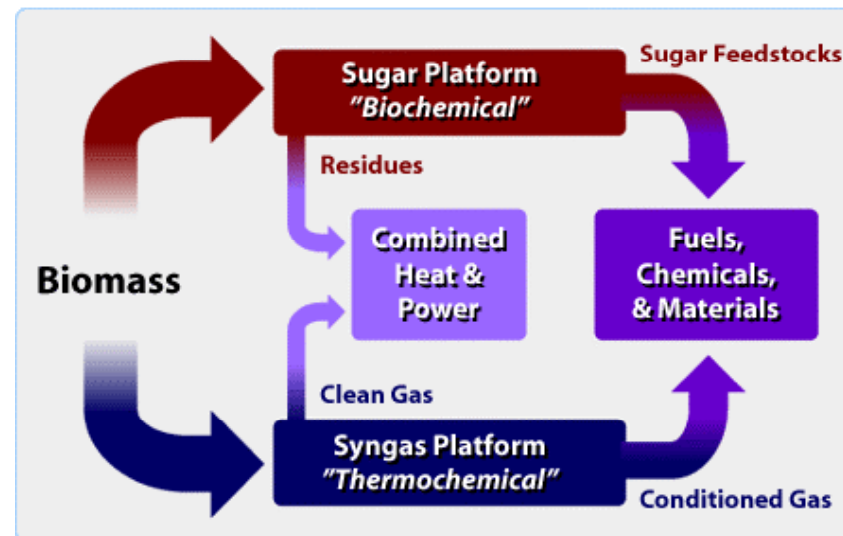 Sugar Feedstocks
Sugar Platform
”Biochemical”
Residues
Combined
Heat &
Power
Fuels,
Chemicals,
& Materials
Biomass
Clean Gas
Syngas Platform
”Thermochemical”
Conditioned Gas